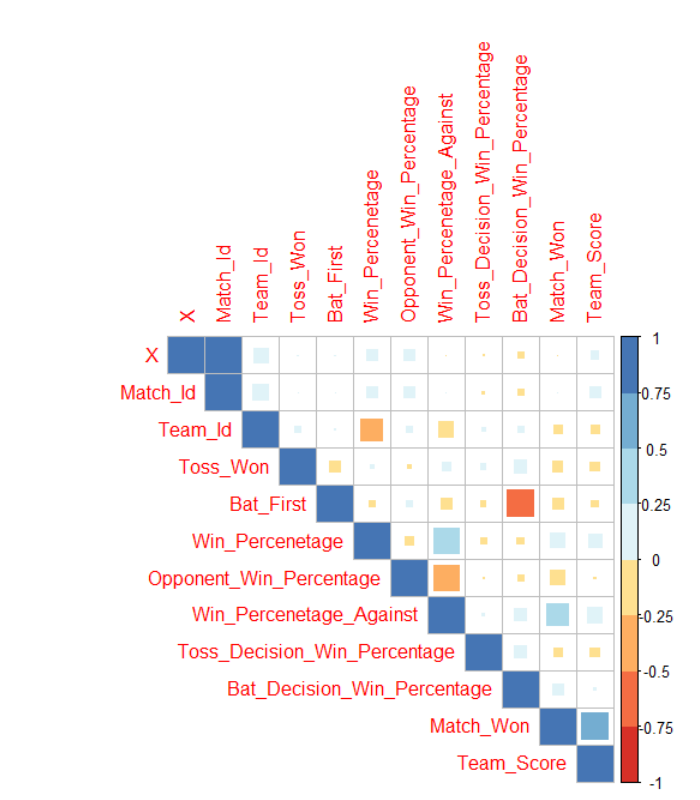 X
Match_Id
Team_Id
Toss_Won
Bat_First
Win_Percenetage
Opponent_Win_Percentage
Win_Percenetage_Against
Toss_Decision_Win_Percentage
Bat_Decision_Win_Percentage
Match_Won
Team_Score
X
Match_Id
Team_Id
Toss_Won
Bat_First
Win_Percenetage
Opponent_Win_Percentage
Win_Percenetage_Against
Toss_Decision_Win_Percentage
Bat_Decision_Win_Percentage
Match_Won
Team_Score
1
0.75
0.5
0.25
0
-0.25
-0.5
-0.75
-1